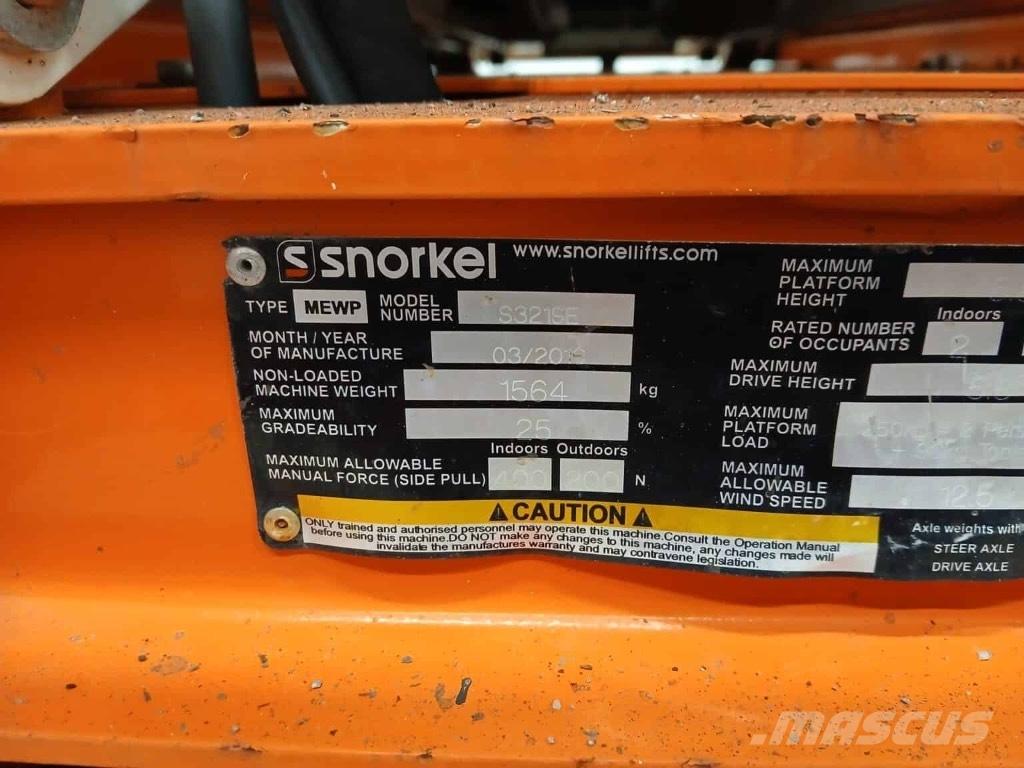 snorkel www.snorkellifts.com
TYPE MEWP MODEL NUMBER
MONTH / YEAR OF MANUFACTURE
NON-LOADED MACHINE WEIGHT 1564 kg
MAXIMUM GRADEABILITY 25 %
Indoors Outdoors
MAXIMUM ALLOWABLE MANUAL FORCE (SIDE PULL) 400 200 N
MAXIMUM PLATFORM HEIGHT
Indoors
RATED NUMBER OF OCCUPANTS 2
MAXIMUM DRIVE HEIGHT
MAXIMUM PLATFORM LOAD
MAXIMUM ALLOWABLE WIND SPEED 12.5
CAUTION
ONLY trained and authorised personnel may operate this machine.Consult the Operation Manual
before using this machine.DO NOT make any changes to this machine, any changes made will
invalidate the manufactures warranty and may contravene legislation.
Axle weights with
STEER AXLE
DRIVE AXLE
mascus